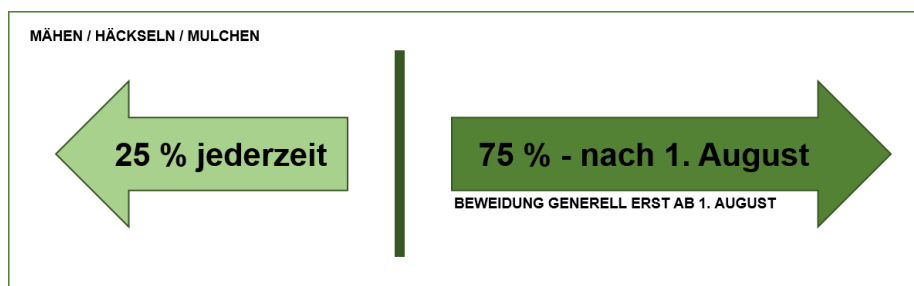 MÄHEN / HÄCKSELN / MULCHEN
25 % jederzeit
75 % - nach 1. August
BEWEIDUNG GENERELL ERST AB 1. AUGUST